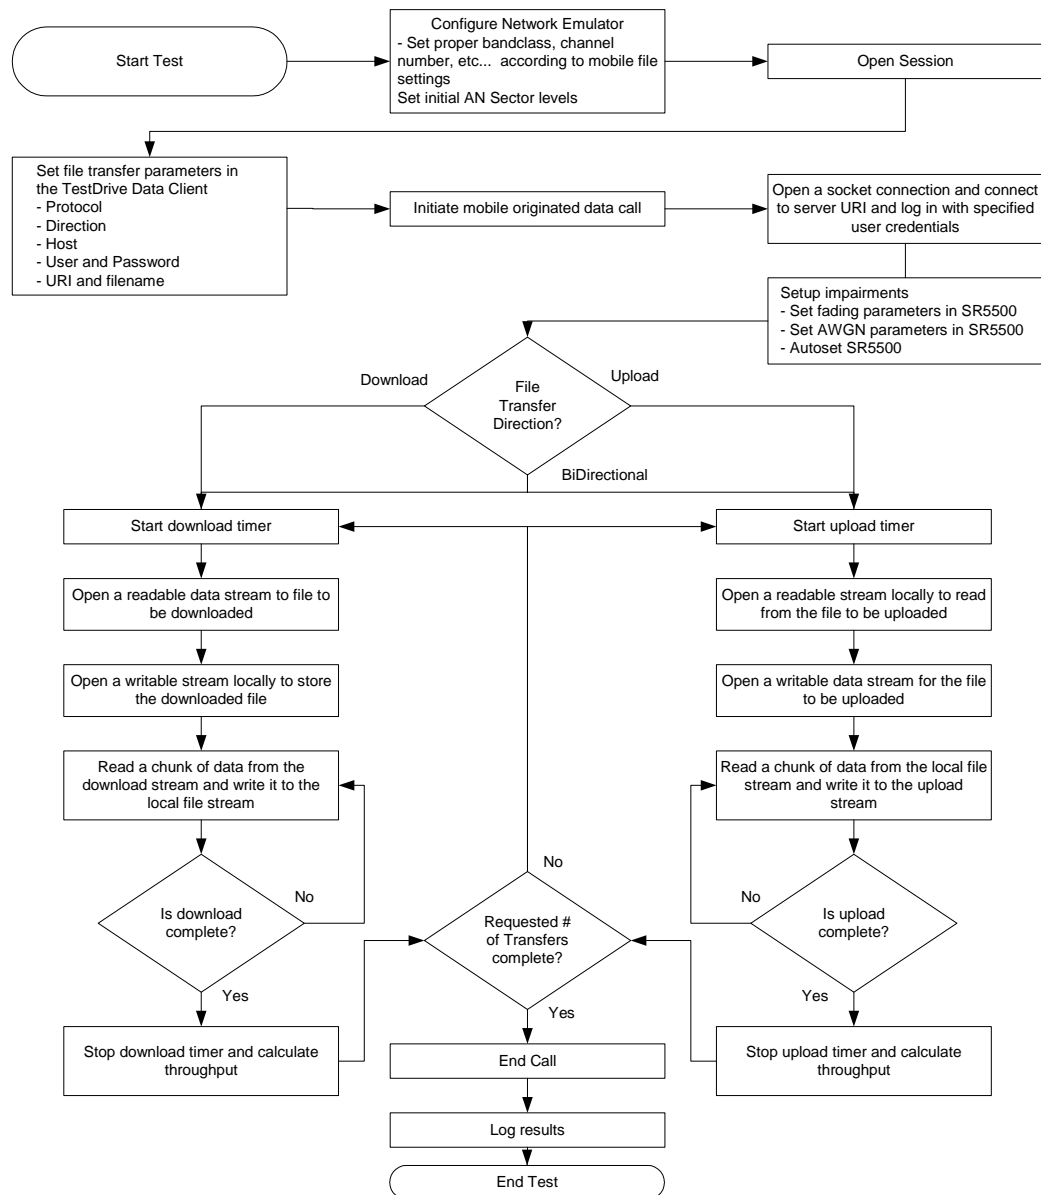 Start Test
Configure Network Emulator
- Set proper bandclass, channel
number, etc... according to mobile file
settings
Set initial AN Sector levels
Open Session
Set file transfer parameters in
the TestDrive Data Client
- Protocol
- Direction
- Host
- User and Password
- URI and filename
Initiate mobile originated data call
Open a socket connection and connect
to server URI and log in with specified
user credentials
Setup impairments
- Set fading parameters in SR5500
- Set AWGN parameters in SR5500
- Autoset SR5500
Download
Upload
File
Transfer
Direction?
BiDirectional
Start download timer
Start upload timer
Open a readable data stream to file to
be downloaded
Open a readable stream locally to read
from the file to be uploaded
Open a writable stream locally to store
the downloaded file
Open a writable data stream for the file
to be uploaded
Read a chunk of data from the
download stream and write it to the
local file stream
Read a chunk of data from the local file
stream and write it to the upload
stream
No
Is download
complete?
No
Requested #
of Transfers
complete?
No
Is upload
complete?
Yes
Yes
Yes
Stop download timer and calculate
throughput
End Call
Stop upload timer and calculate
throughput
Log results
End Test